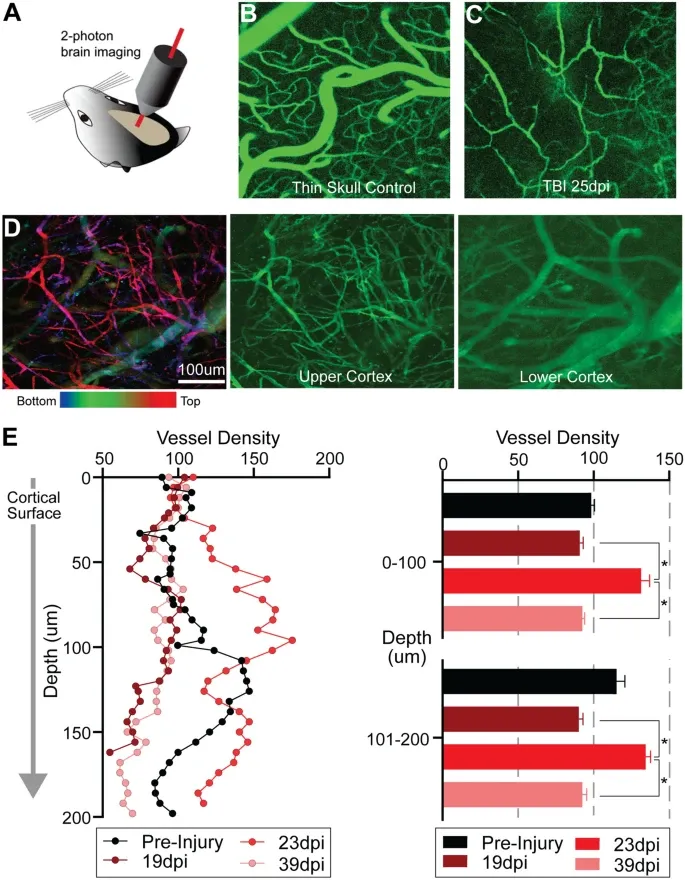 A
2-photon
brain imaging
B
Thin Skull Control
C
TBI 25dpi
D
100um
Bottom Top
Upper Cortex
Lower Cortex
E
Vessel Density
50 100 150 200
Cortical
Surface
0
50
100
150
200
Depth (um)
Pre-Injury 23dpi
19dpi 39dpi
Vessel Density
0 50 100 150
0-100
*
*
Depth
(um)
101-200
*
*
Pre-Injury 23dpi
19dpi 39dpi